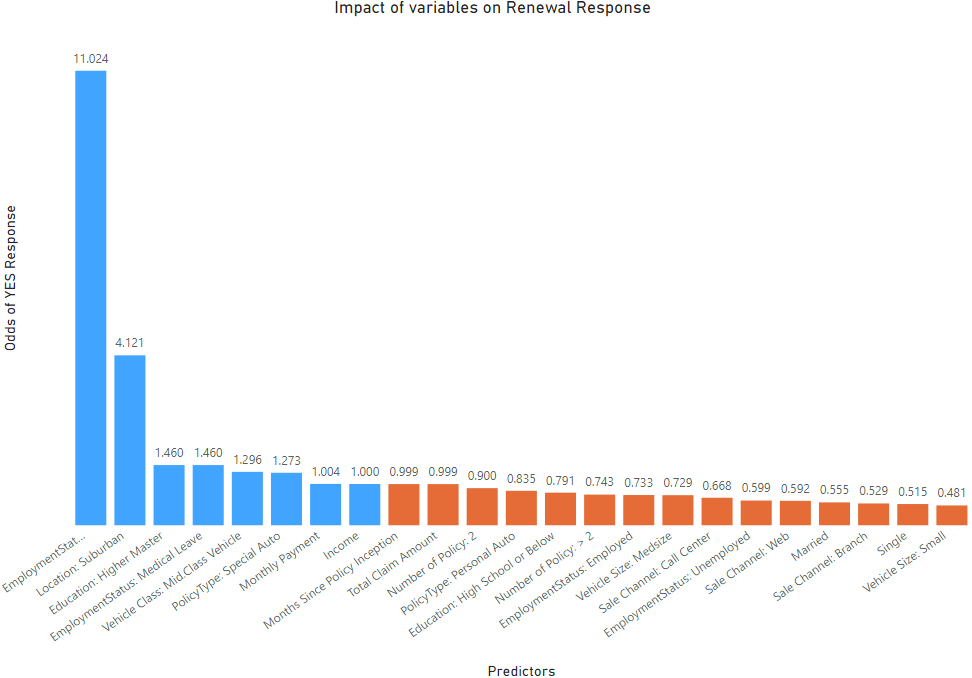 Impact of variables on Renewal Response
Odds of YES Response
11.024
4.121
1.460
1.460
1.296
1.273
1.004
1.000
0.999
0.999
0.900
0.835
0.791
0.743
0.733
0.729
0.668
0.599
0.592
0.555
0.529
0.515
0.481
EmploymentStat...
Location: Suburban
Education: Higher Master
EmploymentStatus: Medical Leave
Vehicle Class: Mid.Class Vehicle
PolicyType: Special Auto
Monthly Payment
Income
Months Since Policy Inception
Total Claim Amount
Number of Policy: 2
PolicyType: Personal Auto
Education: High School or Below
Number of Policy: > 2
EmploymentStatus: Employed
Vehicle Size: Medsize
Sale Channel: Call Center
EmploymentStatus: Unemployed
Sale Channel: Web
Married
Sale Channel: Branch
Single
Vehicle Size: Small
Predictors